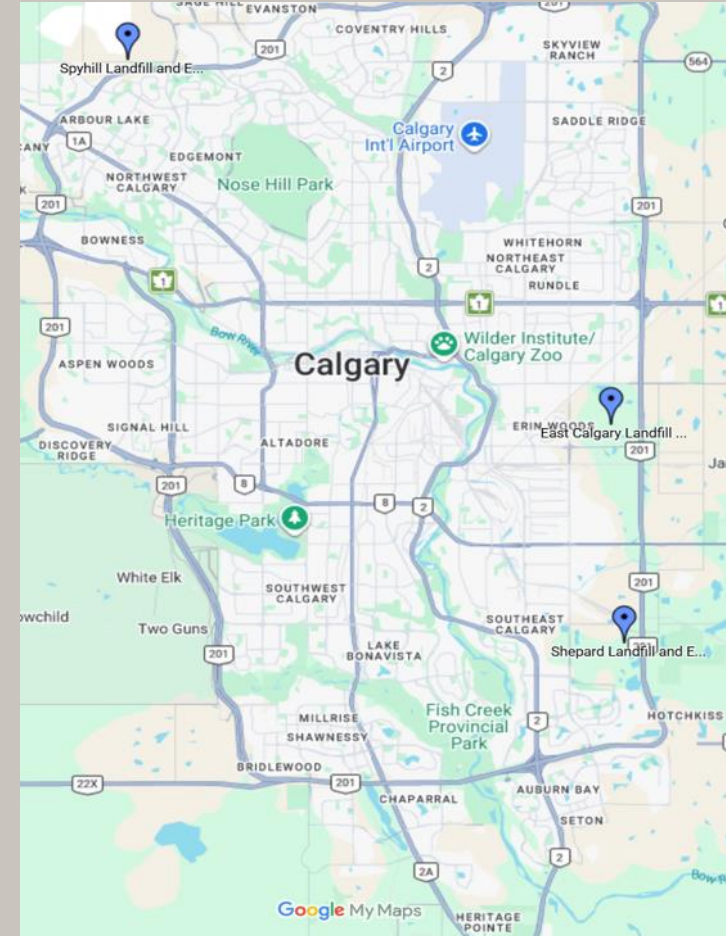 SAGE HILL
EVANSTON
201
COVENTRY HILLS
201
SKYVIEW
RANCH
Spyhill Landfill and E...
2
564
ARBOUR LAKE
1A
Calgary
Int'l Airport
SADDLE RIDGE
EDGEMONT
NORTHWEST
CALGARY
Nose Hill Park
201
201
BOWNESS
WHITEHORN
2
NORTHEAST
CALGARY
1
RUNDLE
1
1
201
Bow River
Wilder Institute/
Calgary Zoo
ASPEN WOODS
Calgary
SIGNAL HILL
ERIN WOODS
East Calgary Landfill ...
DISCOVERY
RIDGE
ALTADORE
201
201
8
8
2
Heritage Park
White Elk
SOUTHWEST
CALGARY
201
Two Guns
SOUTHEAST
CALGARY
201
LAKE
BONAVISTA
Shepard Landfill and E...
Fish Creek
Provincial
Park
MILLRISE
SHAWNESSY
2
HOTCHKISS
BRIDLEWOOD
22X
201
CHAPARRAL
AUBURN BAY
SETON
2
2A
Google My Maps
HERITAGE
POINTE